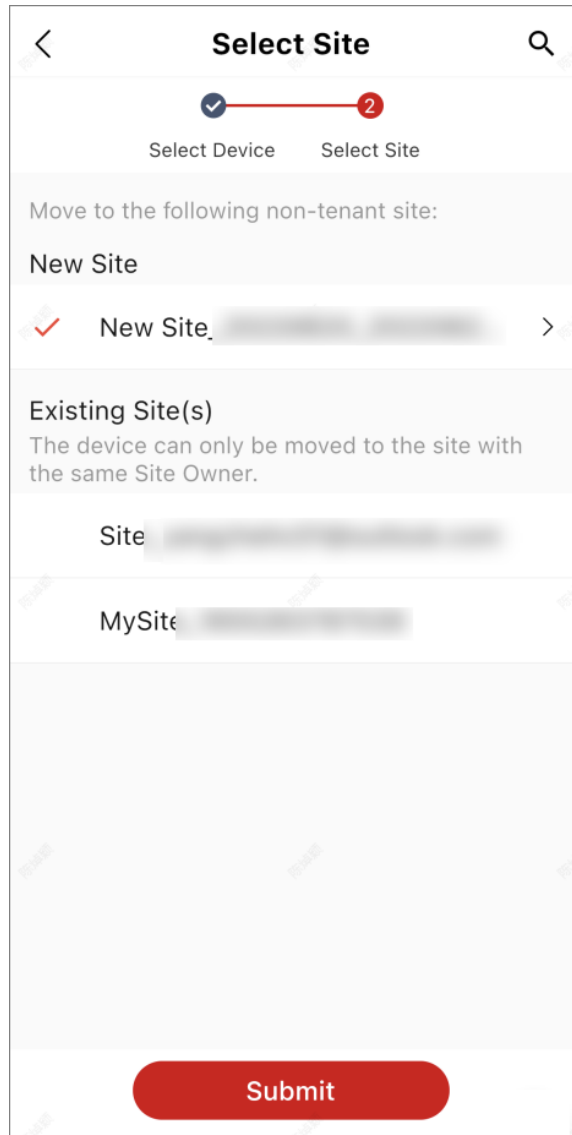 Select Site
2
Select Device Select Site
Move to the following non-tenant site:
New Site
New Site_
Existing Site(s)
The device can only be moved to the site with
the same Site Owner.
Site
MySite
Submit